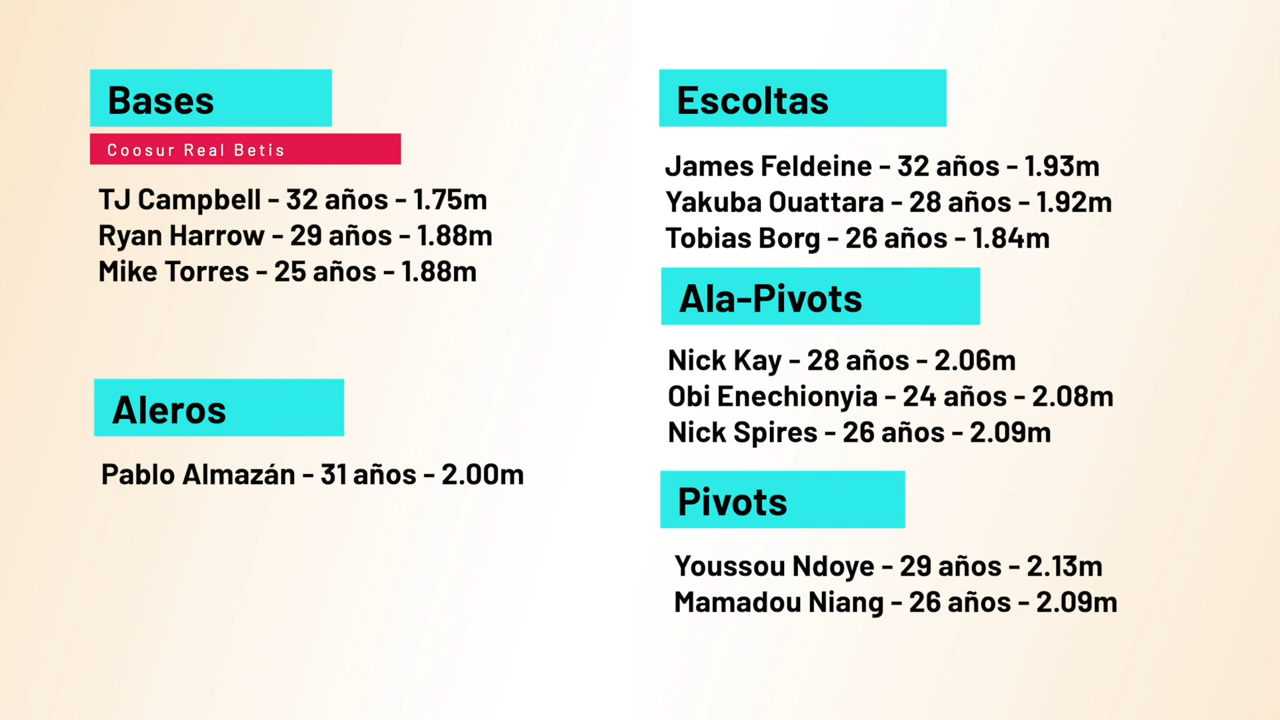 Bases
Coosur Real Betis
TJ Campbell - 32 años - 1.75m
Ryan Harrow - 29 años - 1.88m
Mike Torres - 25 años - 1.88m
Aleros
Pablo Almazán - 31 años - 2.00m
Escoltas
James Feldeine - 32 años - 1.93m
Yakuba Ouattara - 28 años - 1.92m
Tobias Borg - 26 años - 1.84m
Ala-Pivots
Nick Kay - 28 años - 2.06m
Obi Enechionyia - 24 años - 2.08m
Nick Spires - 26 años - 2.09m
Pivots
Youssou Ndoye - 29 años - 2.13m
Mamadou Niang - 26 años - 2.09m